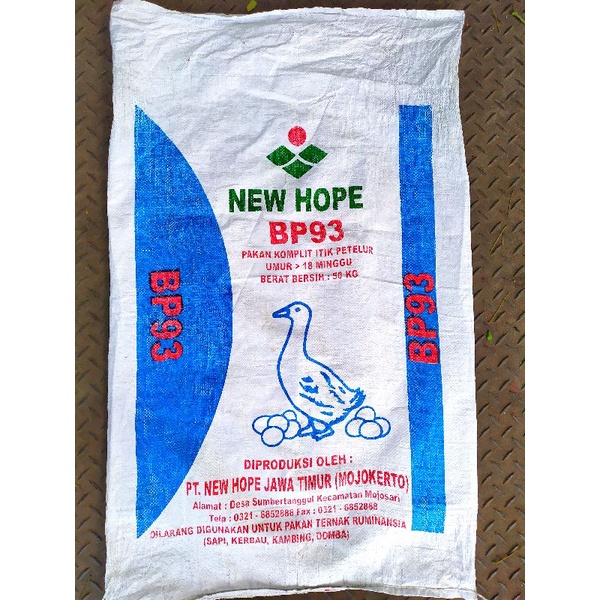 NEW HOPE
BP93
PAKAN KOMPLIT ITIK PETELUR
UMUR > 18 MINGGU
BERAT BERSIH : 50 KG
BP93
BP93
DIPRODUKSI OLEH :
PT. NEW HOPE JAWA TIMUR (MOJOKERTO)
Alamat : Desa Sumbertanggul Kecamatan Mojosari
Telp : 0321 - 6852888 Fax : 0321 - 6852868
DILARANG DIGUNAKAN UNTUK PAKAN TERNAK RUMINANSIA
(SAPI, KERBAU, KAMBING, DOMBA)